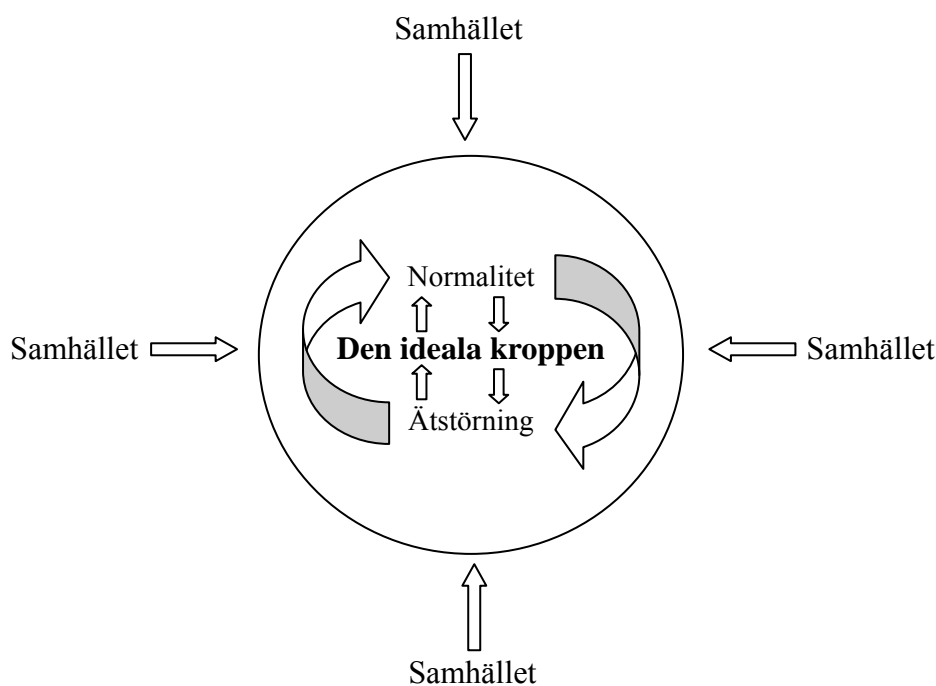 Samhället
Normalitet
Samhället
Den ideala kroppen
Samhället
Ätstörning
Samhället